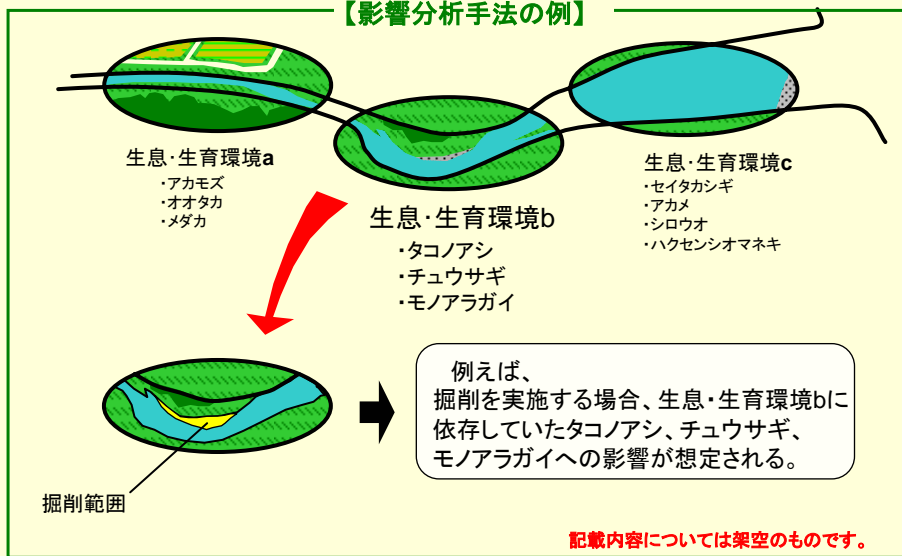 【影響分析手法の例】
生息･生育環境a
・アカモズ
・オオタカ
・メダカ
生息･生育環境b
・タコノアシ
・チュウサギ
・モノアラガイ
生息･生育環境c
・セイタカシギ
・アカメ
・シロウオ
・ハクセンシオマネキ
例えば、
掘削を実施する場合、生息・生育環境bに
依存していたタコノアシ、チュウサギ、
モノアラガイへの影響が想定される。
掘削範囲
記載内容については架空のものです。